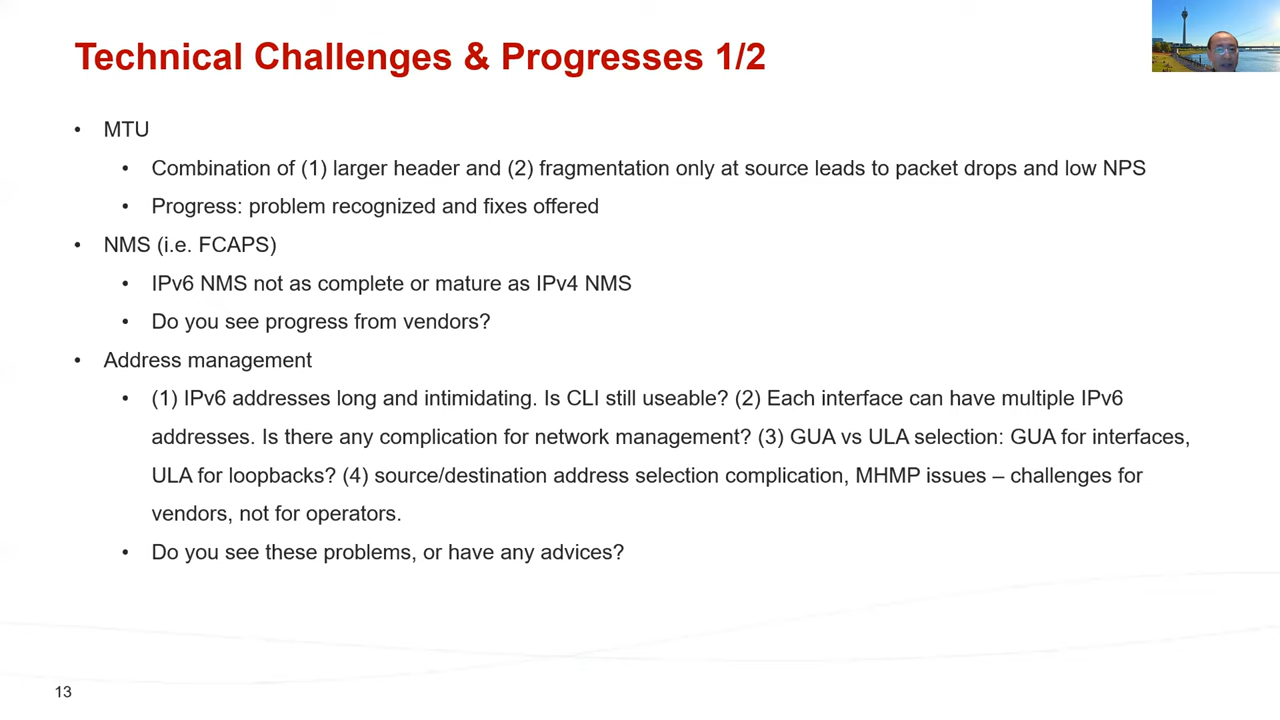 Technical Challenges & Progresses 1/2
• MTU
• Combination of (1) larger header and (2) fragmentation only at source leads to packet drops and low NPS
• Progress: problem recognized and fixes offered
• NMS (i.e. FCAPS)
• IPv6 NMS not as complete or mature as IPv4 NMS
• Do you see progress from vendors?
• Address management
• (1) IPv6 addresses long and intimidating. Is CLI still useable? (2) Each interface can have multiple IPv6
addresses. Is there any complication for network management? (3) GUA vs ULA selection: GUA for interfaces,
ULA for loopbacks? (4) source/destination address selection complication, MHMP issues – challenges for
vendors, not for operators.
• Do you see these problems, or have any advices?
13